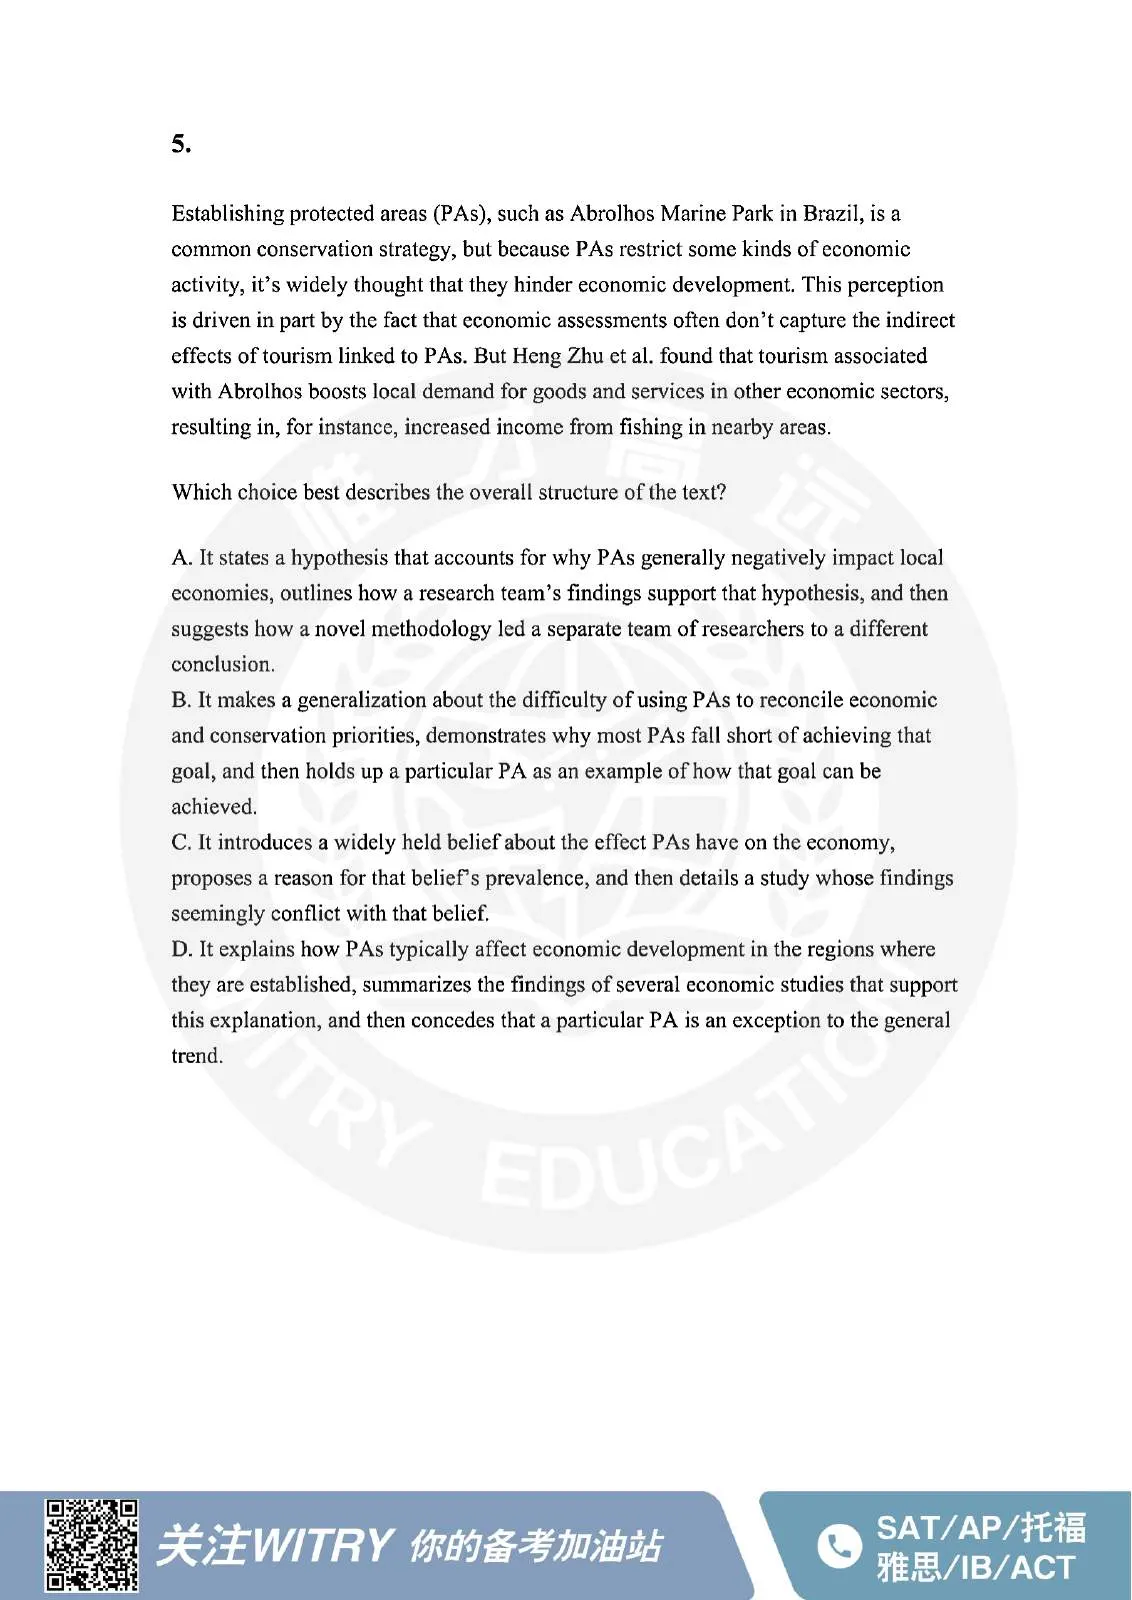 5.
Establishing protected areas (PAs), such as Abrolhos Marine Park in Brazil, is a
common conservation strategy, but because PAs restrict some kinds of economic
activity, it's widely thought that they hinder economic development. This perception
is driven in part by the fact that economic assessments often don't capture the indirect
effects of tourism linked to PAs. But Heng Zhu et al. found that tourism associated
with Abrolhos boosts local demand for goods and services in other economic sectors,
resulting in, for instance, increased income from fishing in nearby areas.
Which choice best describes the overall structure of the text?
A. It states a hypothesis that accounts for why PAs generally negatively impact local
economies, outlines how a research team's findings support that hypothesis, and then
suggests how a novel methodology led a separate team of researchers to a different
conclusion.
B. It makes a generalization about the difficulty of using PAs to reconcile economic
and conservation priorities, demonstrates why most PAs fall short of achieving that
goal, and then holds up a particular PA as an example of how that goal can be
achieved.
C. It introduces a widely held belief about the effect PAs have on the economy,
proposes a reason for that belief's prevalence, and then details a study whose findings
seemingly conflict with that belief.
D. It explains how PAs typically affect economic development in the regions where
they are established, summarizes the findings of several economic studies that support
this explanation, and then concedes that a particular PA is an exception to the general
trend.
惟力高远
WITRY EDUCATION
关注WITRY 你的备考加油站
SAT/AP/托福
雅思/IB/ACT